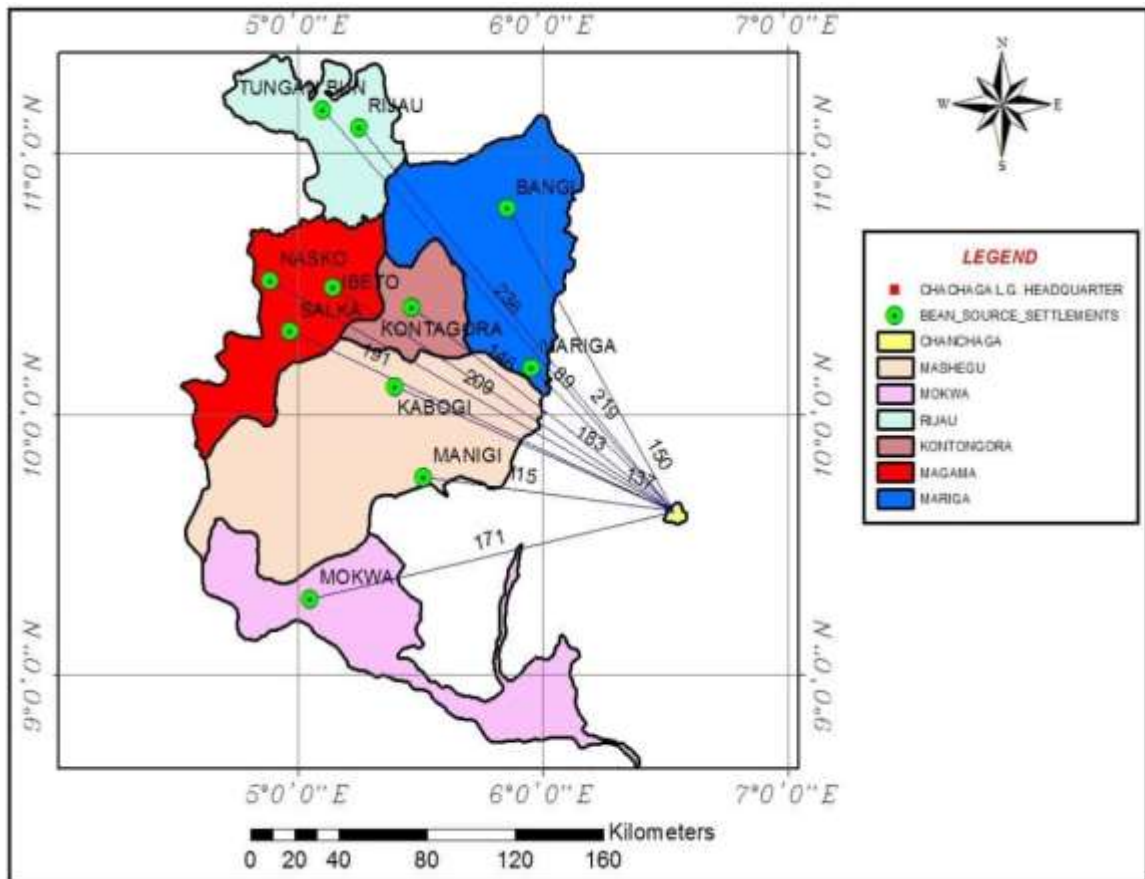 5°0'0"E 6°0'0"E 7°0'0"E
N
W E
S
11°0'0"N 11°0'0"N
10°0'0"N 10°0'0"N
9°0'0"N 9°0'0"N
TUNGAN BUN
RIJAU
BANGI
NASKO
IBETO
SALKA
KONTAGORA
MARIGA
KABOGI
MANIGI
MOKWA
238
146
89
191
209
219
183
150
137
115
171
LEGEND
CHACHAGA L.G. HEADQUARTER
BEAN_SOURCE_SETTLEMENTS
CHANCHAGA
MASHEGU
MOKWA
RIJAU
KONTONGORA
MAGAMA
MARIGA
5°0'0"E 6°0'0"E 7°0'0"E
Kilometers
0 20 40 80 120 160